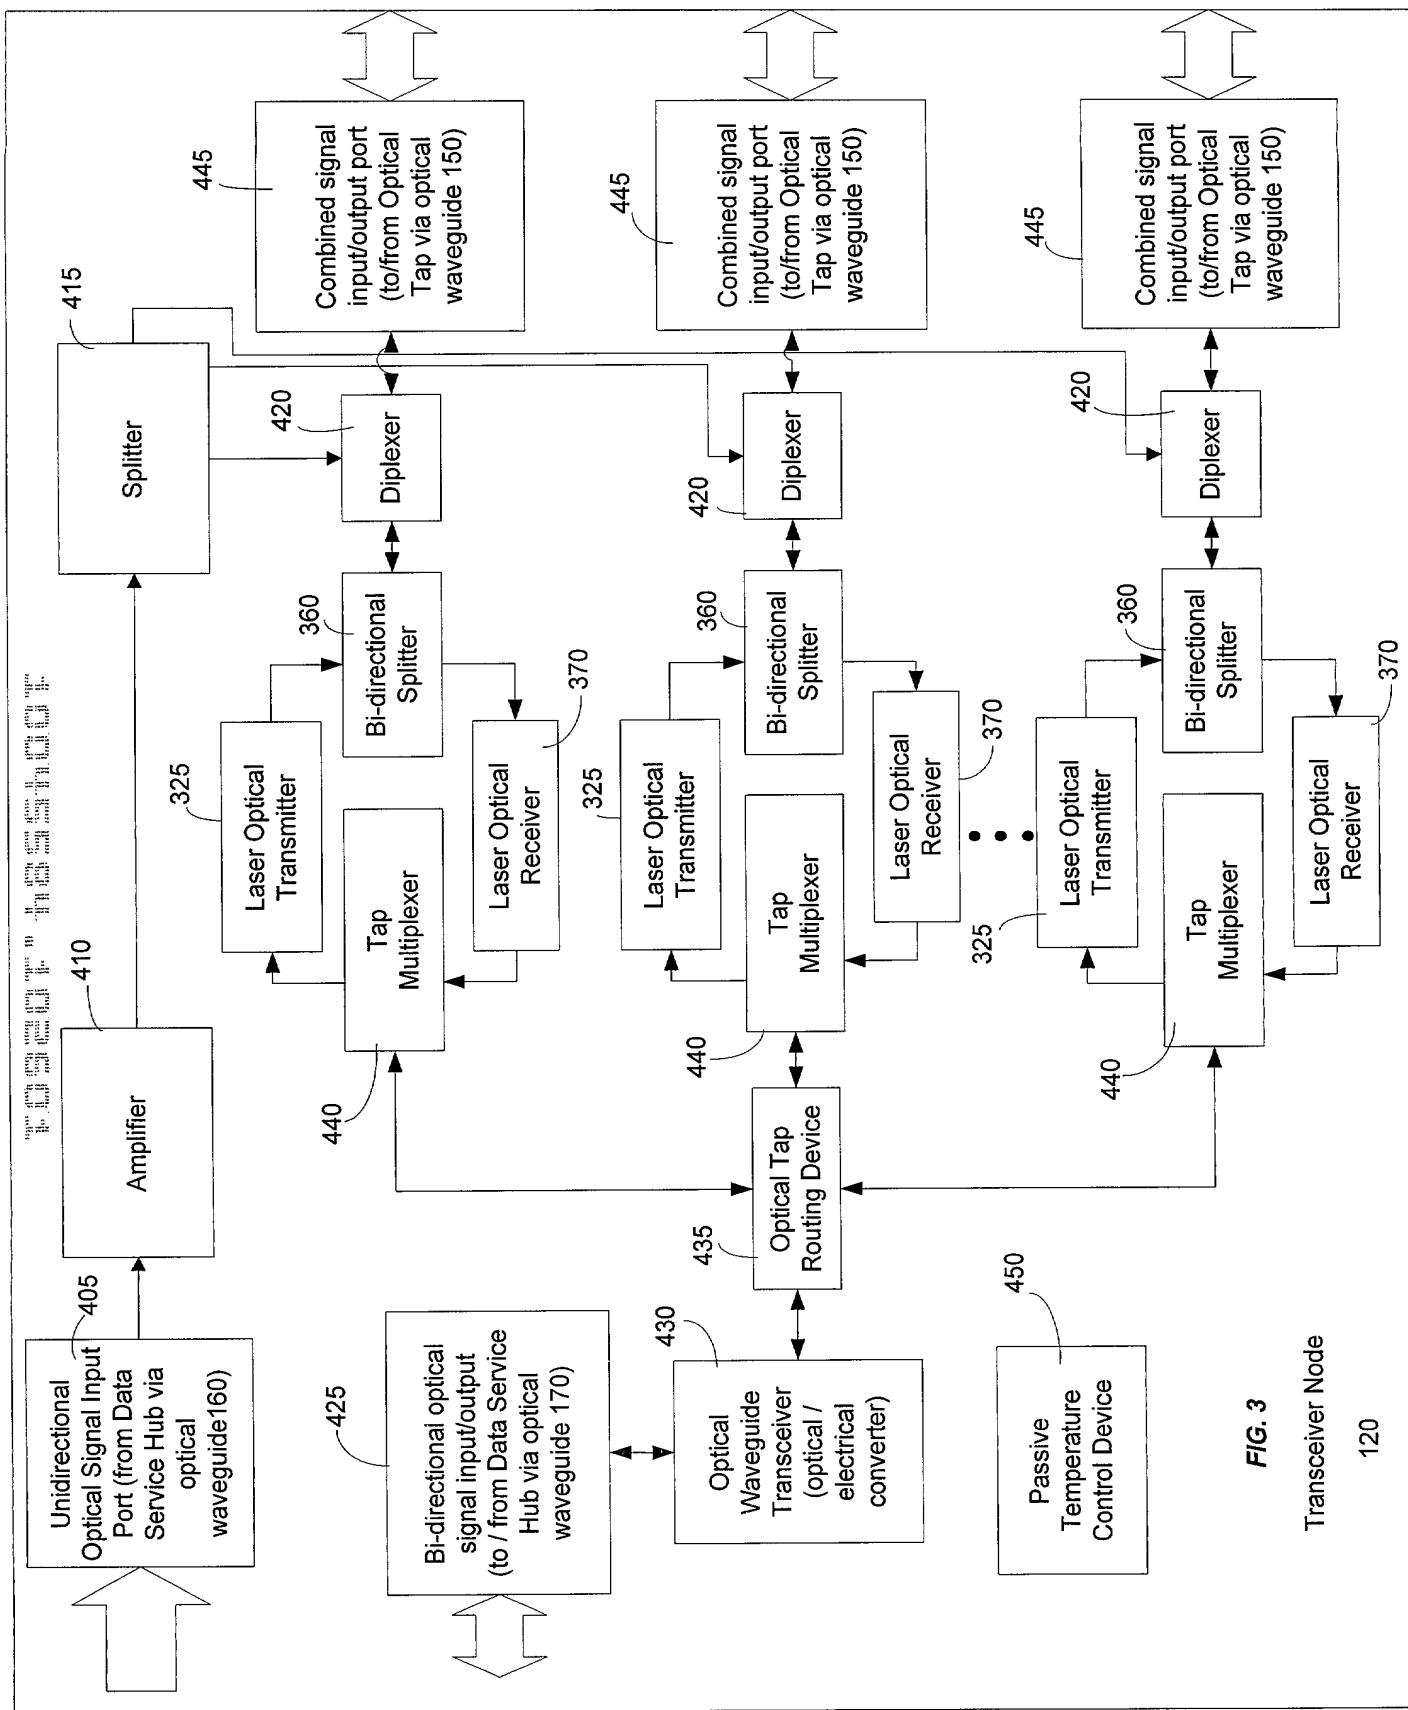 Unidirectional
Optical Signal Input
Port (from Data
Service Hub via
optical
waveguide160)
405
Amplifier
410
Splitter
415
Bi-directional optical
signal input/output
(to / from Data Service
Hub via optical
waveguide 170)
425
Optical
Waveguide
Transceiver
(optical /
electrical
converter)
430
Optical Tap
Routing Device
435
Tap
Multiplexer
440
Laser Optical
Transmitter
325
Laser Optical
Receiver
370
Bi-directional
Splitter
360
Diplexer
420
Combined signal
input/output port
(to/from Optical
Tap via optical
waveguide 150)
445
Tap
Multiplexer
440
Laser Optical
Transmitter
325
Laser Optical
Receiver
370
Bi-directional
Splitter
360
Diplexer
420
Combined signal
input/output port
(to/from Optical
Tap via optical
waveguide 150)
445
Tap
Multiplexer
440
Laser Optical
Transmitter
325
Laser Optical
Receiver
370
Bi-directional
Splitter
360
Diplexer
420
Combined signal
input/output port
(to/from Optical
Tap via optical
waveguide 150)
445
Passive
Temperature
Control Device
450
FIG. 3
Transceiver Node
120